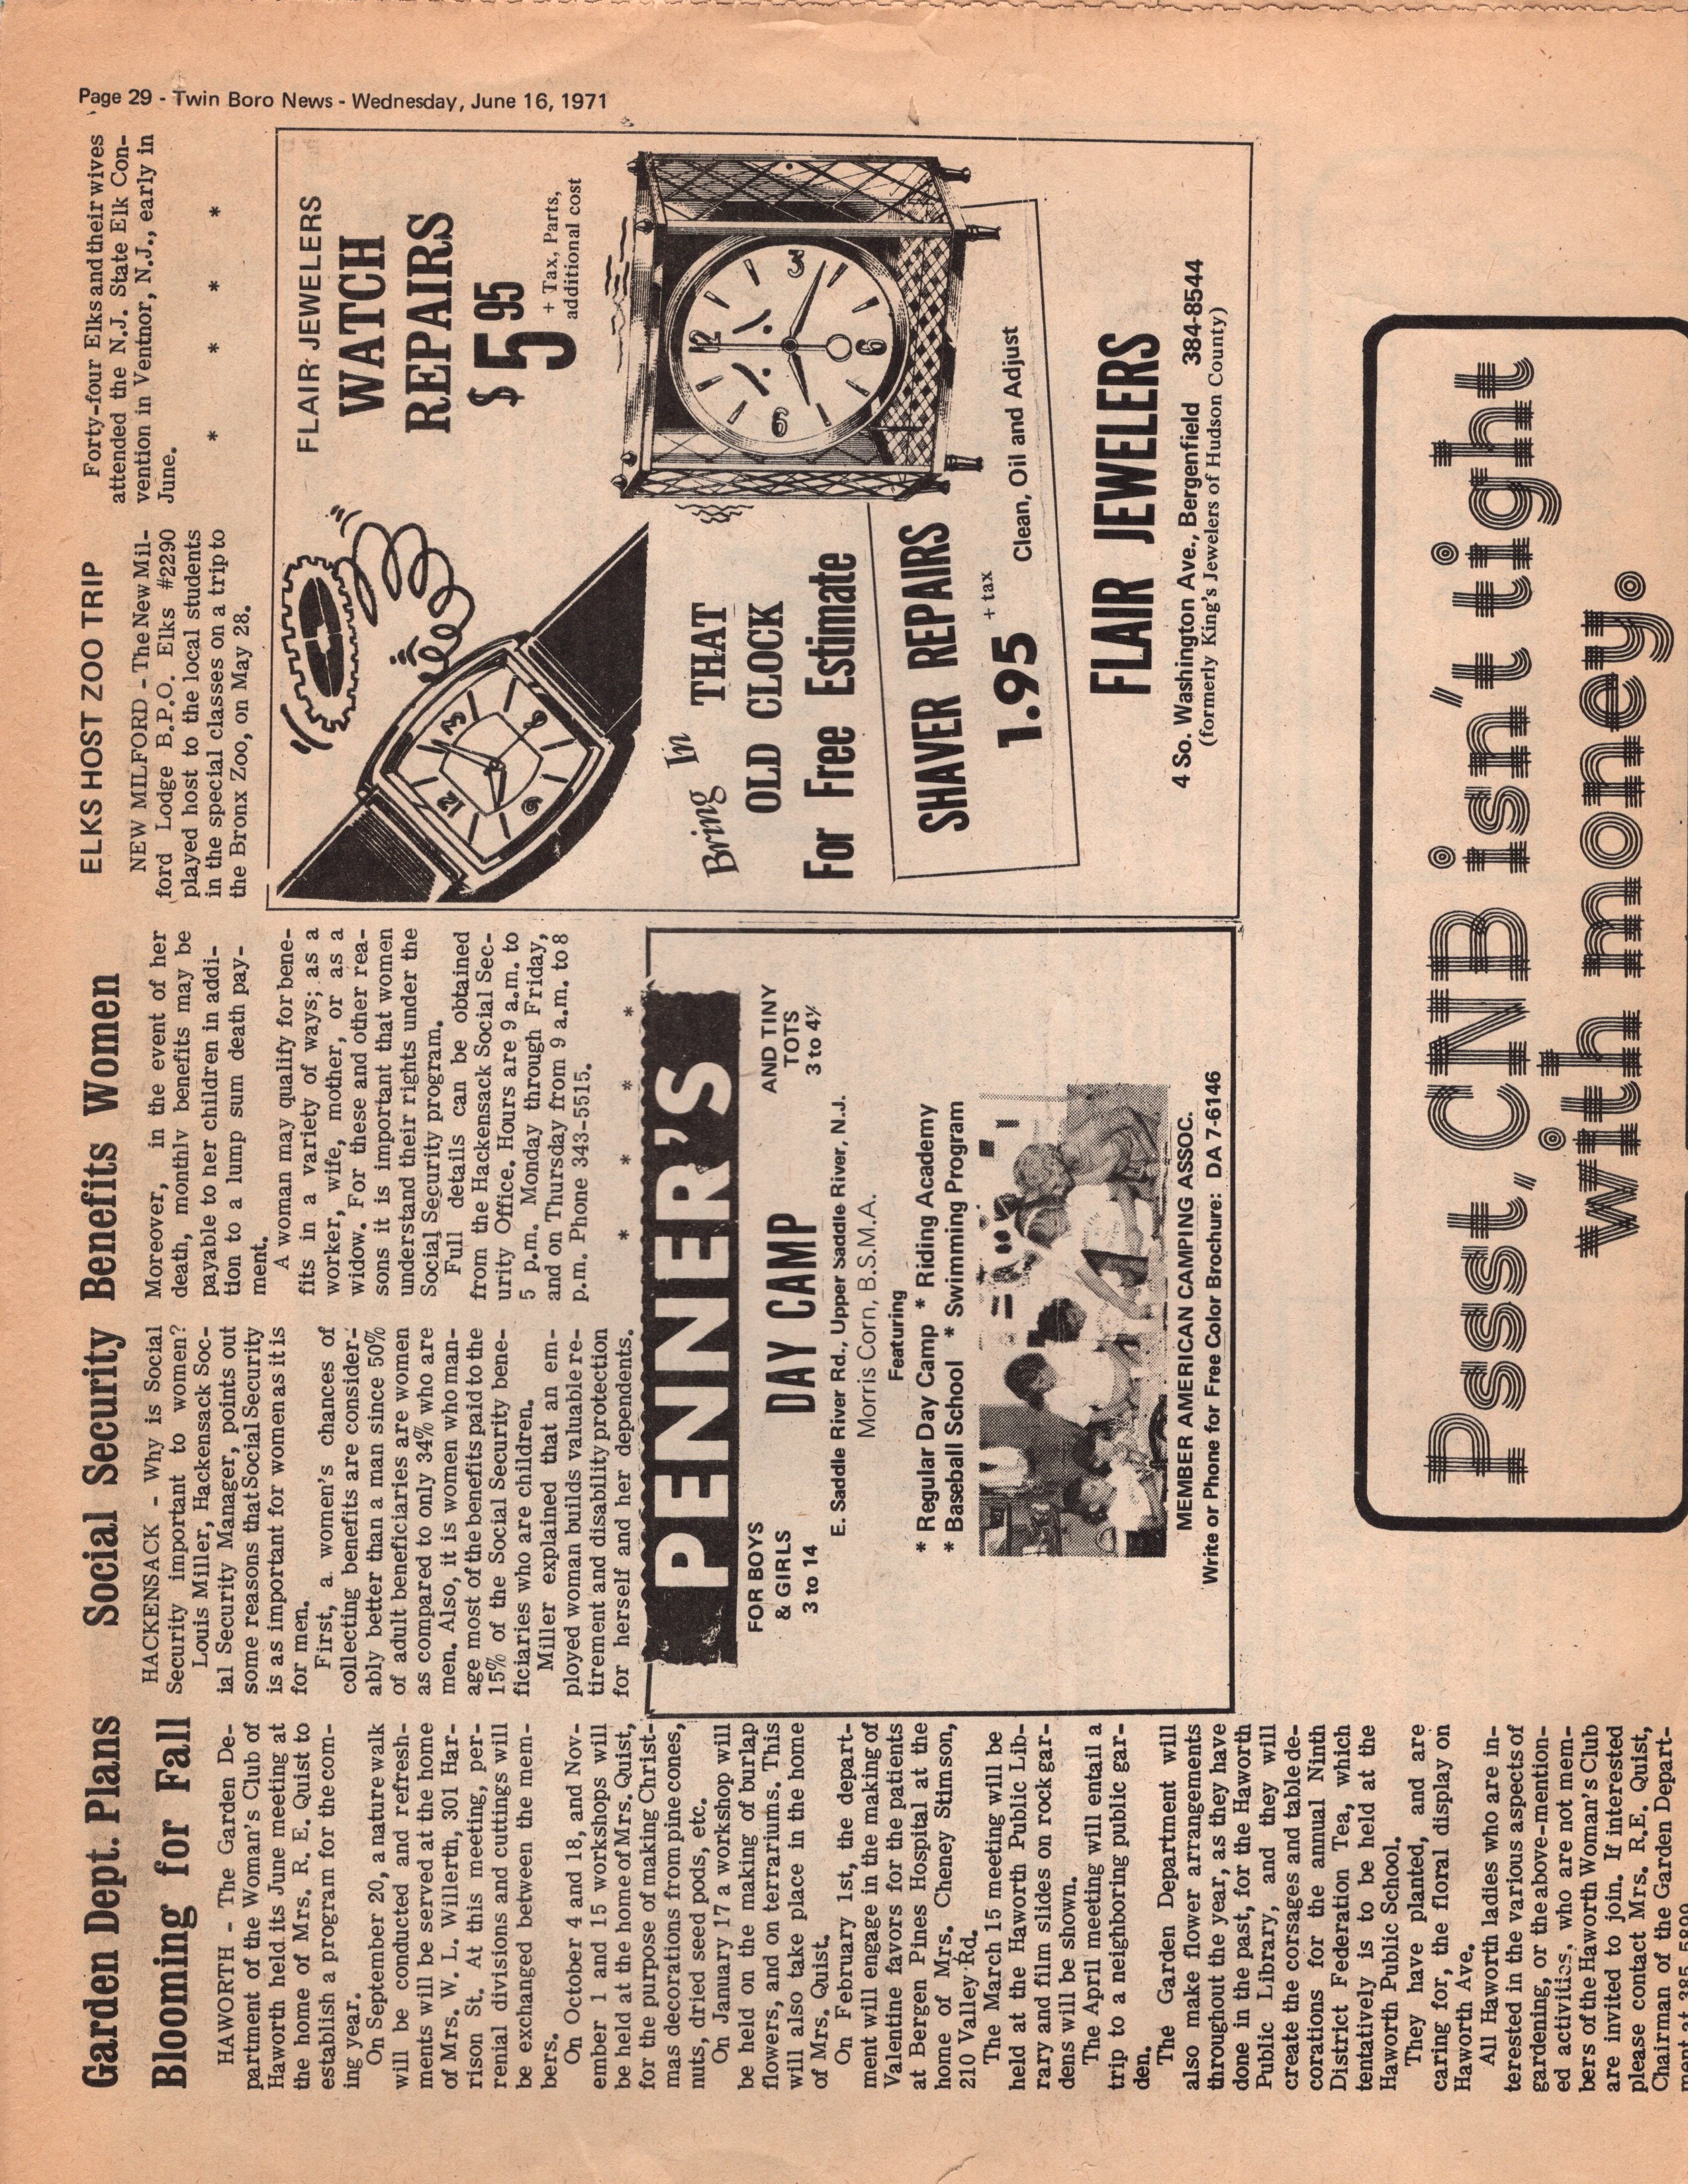 Page 29 - Twin Boro News - Wednesday, June 16, 1971
Garden Dept. Plans
Blooming for Fall
HAWORTH - The Garden De-
partment of the Woman's Club of
Haworth held its June meeting at
the home of Mrs. R. E. Quist to
establish a program for the com-
ing year.
On September 20, a nature walk
will be conducted and refresh-
ments will be served at the home
of Mrs. W. L. Willerth, 301 Har-
rison St. At this meeting, per-
renial divisions and cuttings will
be exchanged between the mem-
bers.
On October 4 and 18, and Nov-
ember 1 and 15 workshops will
be held at the home of Mrs. Quist,
for the purpose of making Christ-
mas decorations from pine cones,
nuts, dried seed pods, etc.
On January 17 a workshop will
be held on the making of burlap
flowers, and on terrariums. This
will also take place in the home
of Mrs. Quist.
On February 1st, the depart-
ment will engage in the making of
Valentine favors for the patients
at Bergen Pines Hospital at the
home of Mrs. Cheney Stimson,
210 Valley Rd.
The March 15 meeting will be
held at the Haworth Public Lib-
rary and film slides on rock gar-
dens will be shown.
The April meeting will entail a
trip to a neighboring public gar-
den.
The Garden Department will
also make flower arrangements
throughout the year, as they have
done in the past, for the Haworth
Public Library, and they will
create the corsages and table de-
corations for the annual Ninth
District Federation Tea, which
tentatively is to be held at the
Haworth Public School.
They have planted, and are
caring for, the floral display on
Haworth Ave.
All Haworth ladies who are in-
terested in the various aspects of
gardening, or the above-mention-
ed activities, who are not mem-
bers of the Haworth Woman's Club
are invited to join. If interested
please contact Mrs. R.E. Quist,
Chairman of the Garden Depart-
ment at 385-5899
Social Security Benefits Women
HACKENSACK - Why is Social
Security important to women?
Louis Miller, Hackensack Soc-
ial Security Manager, points out
some reasons that Social Security
is as important for women as it is
for men.
First, a women's chances of
collecting benefits are consider-
ably better than a man since 50%
of adult beneficiaries are women
as compared to only 34% who are
men. Also, it is women who man-
age most of the benefits paid to the
15% of the Social Security bene-
ficiaries who are children.
Miller explained that an em-
ployed woman builds valuable re-
tirement and disability protection
for herself and her dependents.
Moreover, in the event of her
death, monthly benefits may be
payable to her children in addi-
tion to a lump sum death pay-
ment.
A woman may qualify for bene-
fits in a variety of ways; as a
worker, wife, mother, or as a
widow. For these and other rea-
sons it is important that women
understand their rights under the
Social Security program.
Full details can be obtained
from the Hackensack Social Sec-
urity Office. Hours are 9 a.m. to
5 p.m. Monday through Friday,
and on Thursday from 9 a.m. to 8
p.m. Phone 343-5515.
* * * *
ELKS HOST ZOO TRIP
NEW MILFORD - The New Mil-
ford Lodge B.P.O. Elks #2290
played host to the local students
in the special classes on a trip to
the Bronx Zoo, on May 28.
Forty-four Elks and their wives
attended the N.J. State Elk Con-
vention in Ventnor, N.J., early in
June.
* * * *
PENNER'S
FOR BOYS
& GIRLS
3 to 14
DAY CAMP
AND TINY
TOTS
3 to 4½
E. Saddle River Rd., Upper Saddle River, N.J.
Morris Corn, B.S.M.A.
Featuring
* Regular Day Camp * Riding Academy
* Baseball School * Swimming Program
MEMBER AMERICAN CAMPING ASSOC.
Write or Phone for Free Color Brochure: DA 7-6146
FLAIR JEWELERS
WATCH
REPAIRS
$5.95
+ Tax, Parts,
additional cost
12
3
6
9
12
3
6
9
Bring In
THAT
OLD CLOCK
For Free Estimate
SHAVER REPAIRS
1.95 + tax
Clean, Oil and Adjust
FLAIR JEWELERS
4 So. Washington Ave., Bergenfield 384-8544
(formerly King's Jewelers of Hudson County)
Pssst, CNB isn't tight
with money.